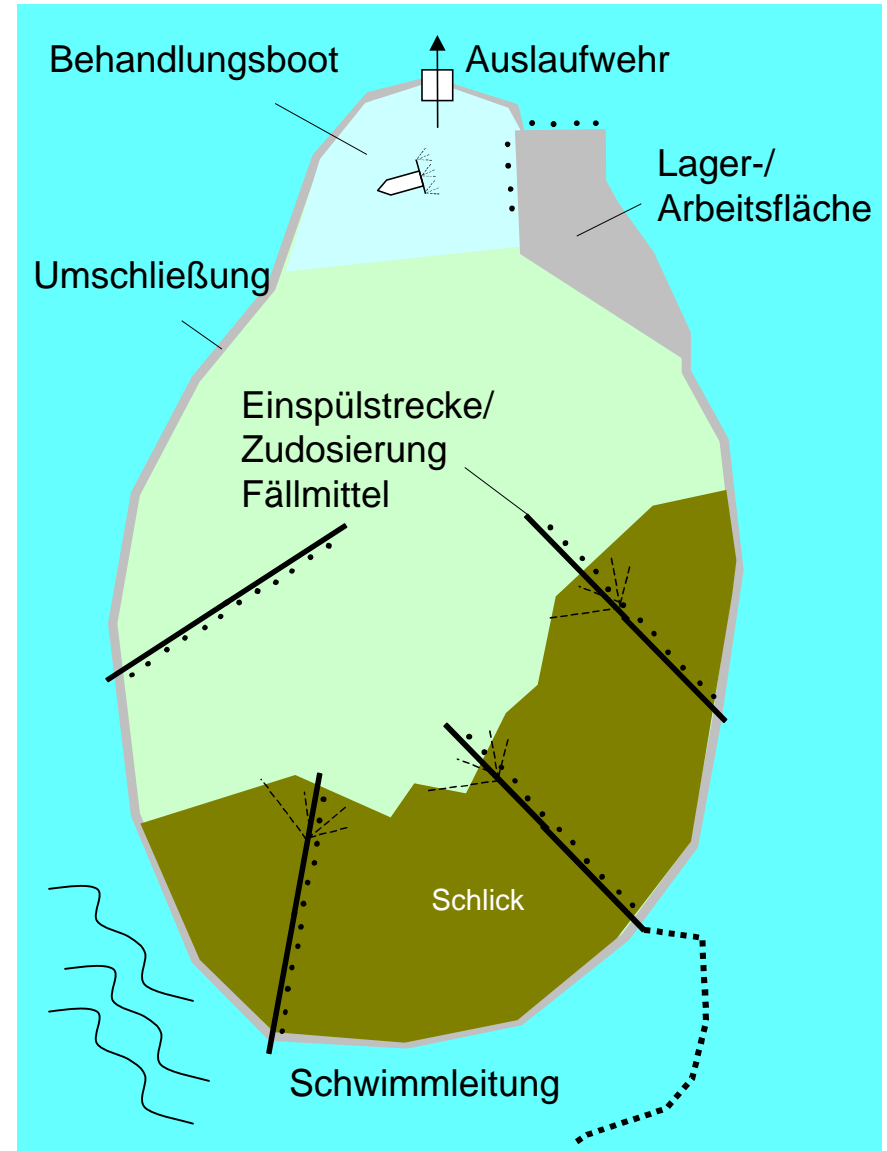 Behandlungsboot
Auslaufwehr
Lager-/
Arbeitsfläche
Umschließung
Einspülstrecke/
Zudosierung
Fällmittel
Schlick
Schwimmleitung